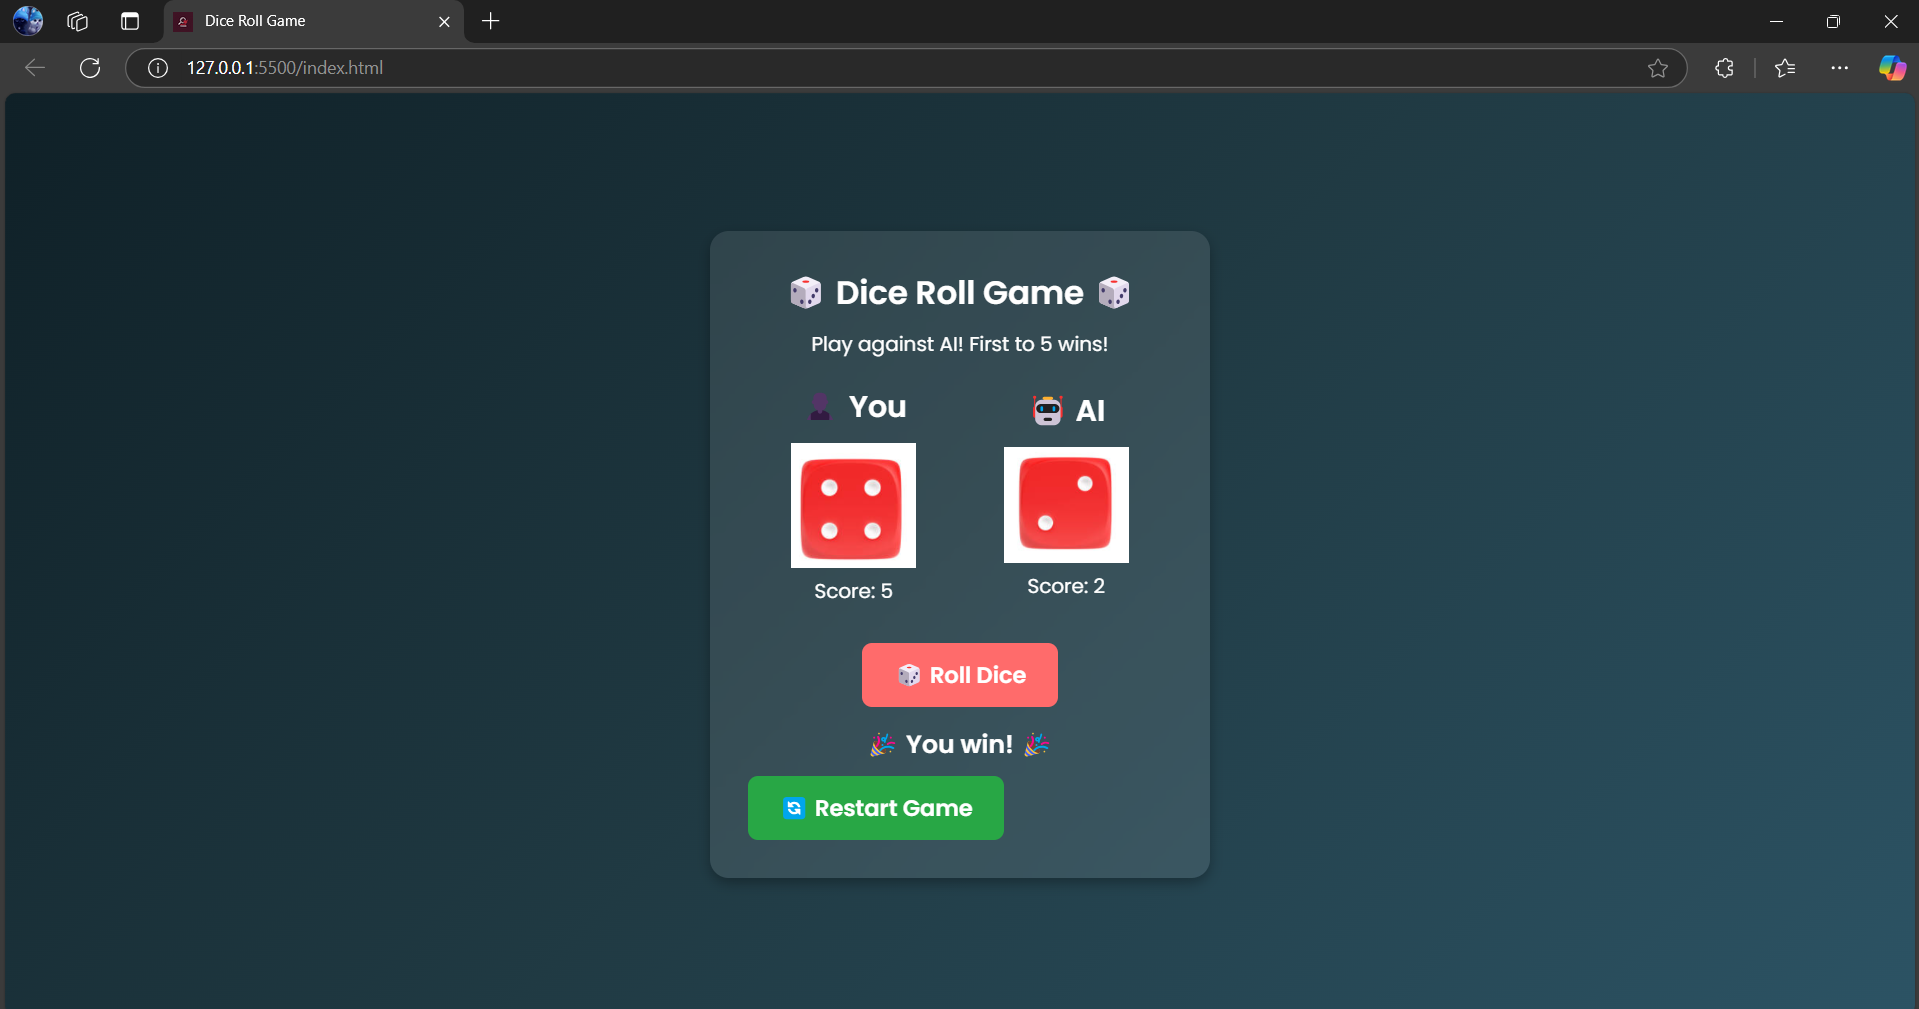 Dice Roll Game
127.0.0.1:5500/index.html
🎲 Dice Roll Game 🎲
Play against AI! First to 5 wins!
👤 You
🤖 AI
Score: 5
Score: 2
🎲 Roll Dice
🎉 You win! 🎉
🔄 Restart Game